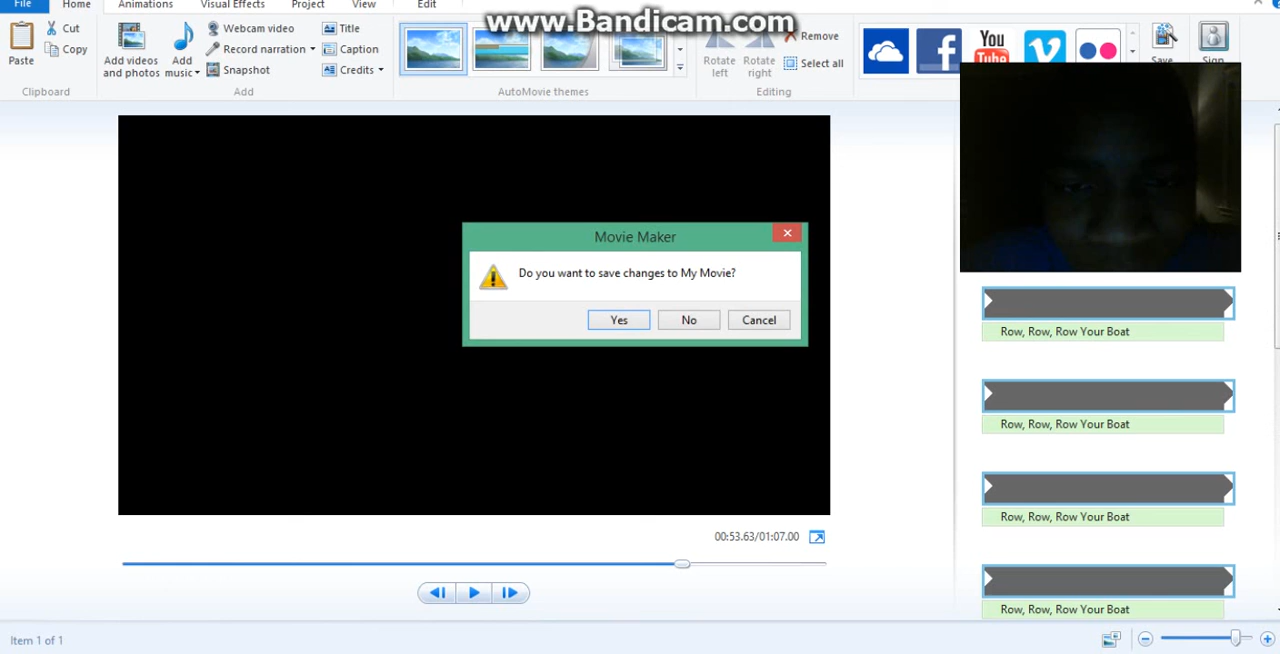 File Home Animations Visual Effects Project View Edit
www.Bandicam.com
Paste
Cut
Copy
Clipboard
Add videos and photos
Add music
Webcam video
Record narration
Snapshot
Title
Caption
Credits
Add
AutoMovie themes
Rotate left
Rotate right
Remove
Select all
Editing
f
You
Tube
Save
Sign
Movie Maker
Do you want to save changes to My Movie?
Yes No Cancel
Row, Row, Row Your Boat
Row, Row, Row Your Boat
Row, Row, Row Your Boat
Row, Row, Row Your Boat
00:53.63/01:07.00
Item 1 of 1